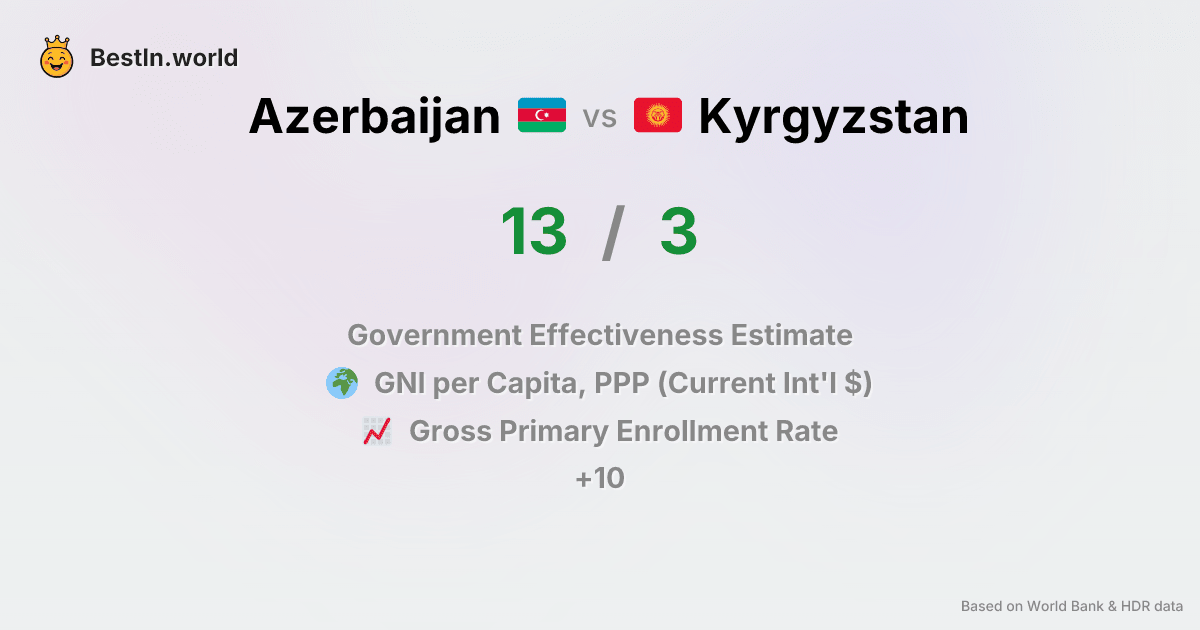 BestIn.world
Azerbaijan vs Kyrgyzstan
13 / 3
Government Effectiveness Estimate
GNI per Capita, PPP (Current Int'l $)
Gross Primary Enrollment Rate
+10
Based on World Bank & HDR data